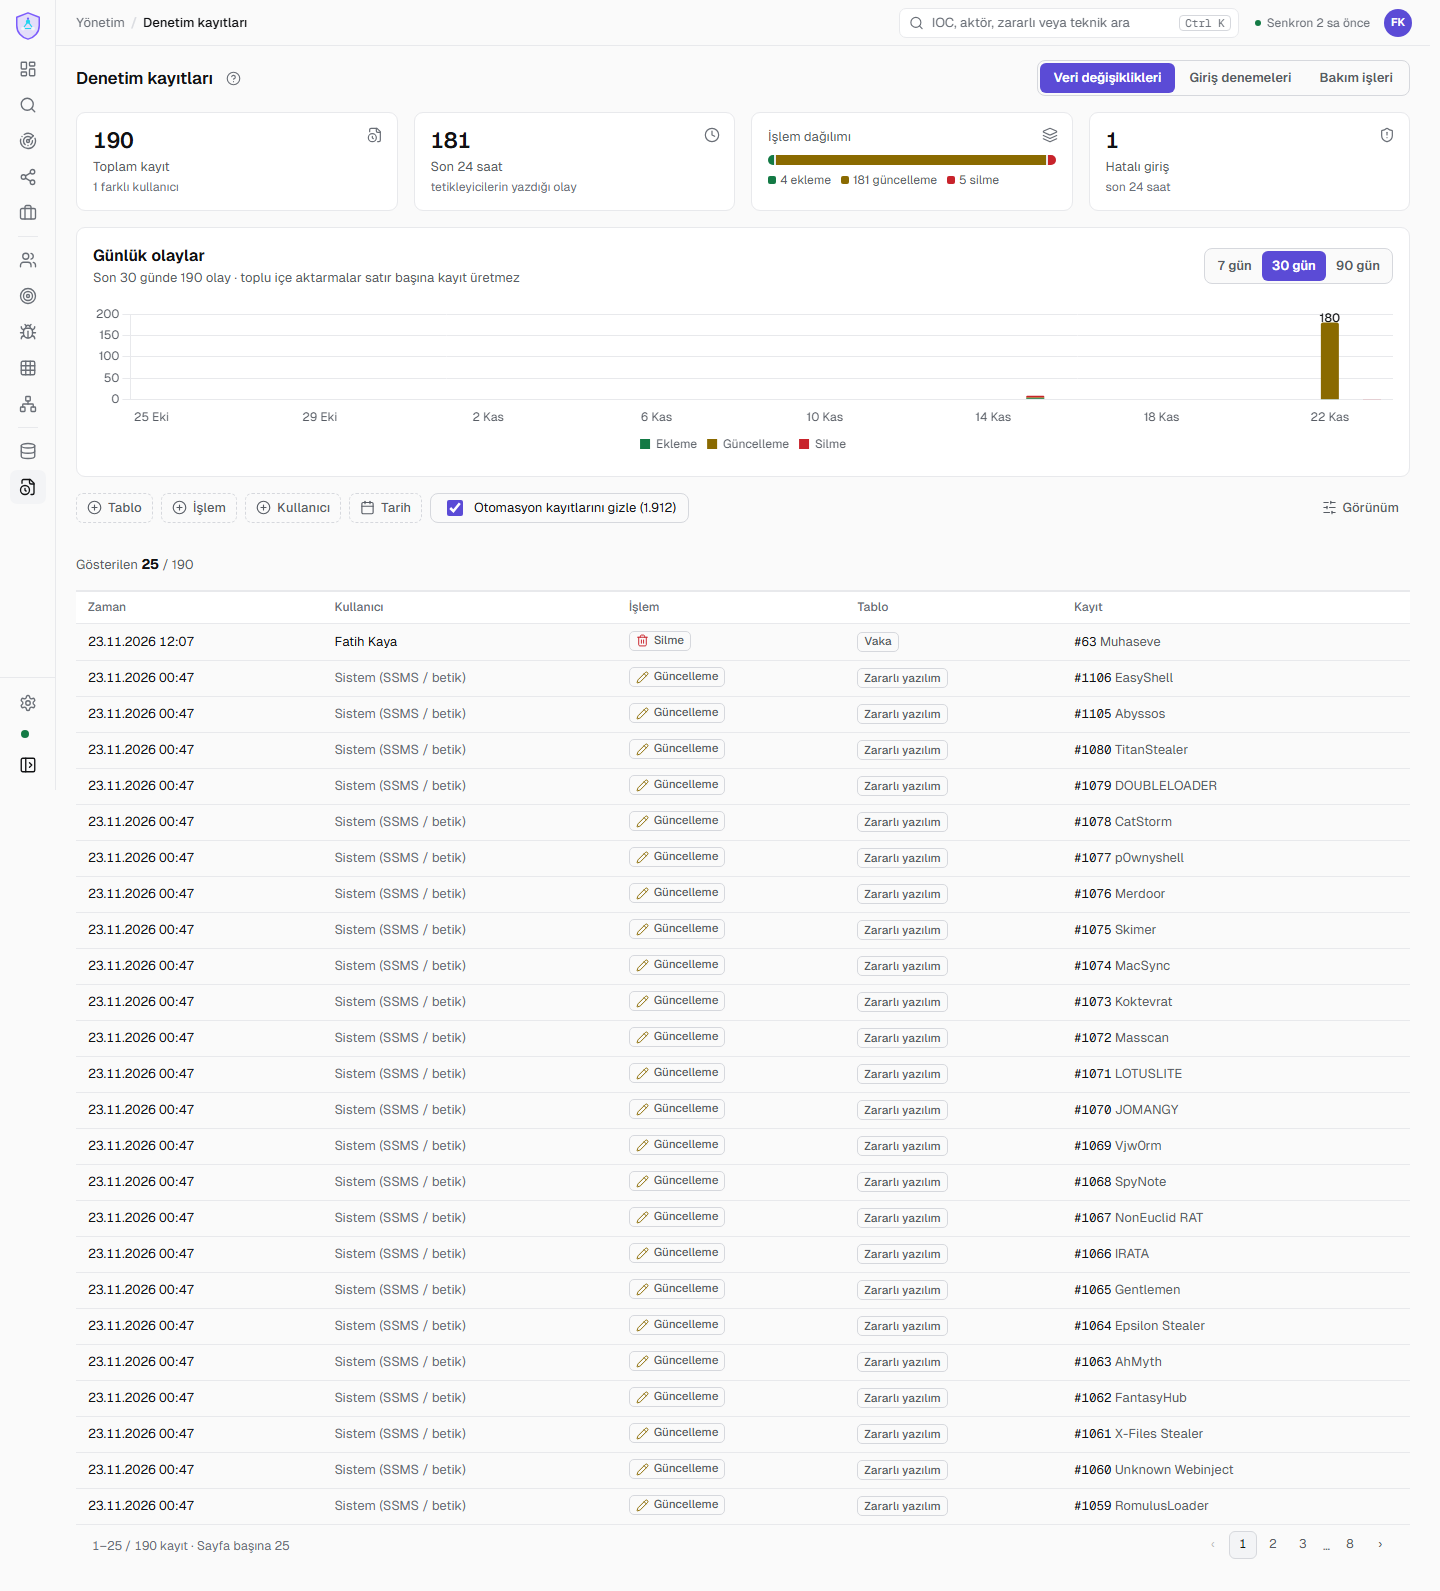 Yönetim / Denetim kayıtları
IOC, aktör, zararlı veya teknik ara Ctrl K
Senkron 2 sa önce
FK
Denetim kayıtları
Veri değişiklikleri Giriş denemeleri Bakım işleri
190
Toplam kayıt
1 farklı kullanıcı
181
Son 24 saat
tetikleyicilerin yazdığı olay
İşlem dağılımı
4 ekleme 181 güncelleme 5 silme
1
Hatalı giriş
son 24 saat
Günlük olaylar
Son 30 günde 190 olay · toplu içe aktarmalar satır başına kayıt üretmez
7 gün 30 gün 90 gün
200
150
100
50
0
180
25 Eki 29 Eki 2 Kas 6 Kas 10 Kas 14 Kas 18 Kas 22 Kas
Ekleme Güncelleme Silme
Tablo İşlem Kullanıcı Tarih Otomasyon kayıtlarını gizle (1.912) Görünüm
Gösterilen 25 / 190
Zaman Kullanıcı İşlem Tablo Kayıt
23.11.2026 12:07 Fatih Kaya Silme Vaka #63 Muhaseve
23.11.2026 00:47 Sistem (SSMS / betik) Güncelleme Zararlı yazılım #1106 EasyShell
23.11.2026 00:47 Sistem (SSMS / betik) Güncelleme Zararlı yazılım #1105 Abyssos
23.11.2026 00:47 Sistem (SSMS / betik) Güncelleme Zararlı yazılım #1080 TitanStealer
23.11.2026 00:47 Sistem (SSMS / betik) Güncelleme Zararlı yazılım #1079 DOUBLELOADER
23.11.2026 00:47 Sistem (SSMS / betik) Güncelleme Zararlı yazılım #1078 CatStorm
23.11.2026 00:47 Sistem (SSMS / betik) Güncelleme Zararlı yazılım #1077 p0wnyshell
23.11.2026 00:47 Sistem (SSMS / betik) Güncelleme Zararlı yazılım #1076 Merdoor
23.11.2026 00:47 Sistem (SSMS / betik) Güncelleme Zararlı yazılım #1075 Skimer
23.11.2026 00:47 Sistem (SSMS / betik) Güncelleme Zararlı yazılım #1074 MacSync
23.11.2026 00:47 Sistem (SSMS / betik) Güncelleme Zararlı yazılım #1073 Koktevrat
23.11.2026 00:47 Sistem (SSMS / betik) Güncelleme Zararlı yazılım #1072 Masscan
23.11.2026 00:47 Sistem (SSMS / betik) Güncelleme Zararlı yazılım #1071 LOTUSLITE
23.11.2026 00:47 Sistem (SSMS / betik) Güncelleme Zararlı yazılım #1070 JOMANGY
23.11.2026 00:47 Sistem (SSMS / betik) Güncelleme Zararlı yazılım #1069 Vjw0rm
23.11.2026 00:47 Sistem (SSMS / betik) Güncelleme Zararlı yazılım #1068 SpyNote
23.11.2026 00:47 Sistem (SSMS / betik) Güncelleme Zararlı yazılım #1067 NonEuclid RAT
23.11.2026 00:47 Sistem (SSMS / betik) Güncelleme Zararlı yazılım #1066 IRATA
23.11.2026 00:47 Sistem (SSMS / betik) Güncelleme Zararlı yazılım #1065 Gentlemen
23.11.2026 00:47 Sistem (SSMS / betik) Güncelleme Zararlı yazılım #1064 Epsilon Stealer
23.11.2026 00:47 Sistem (SSMS / betik) Güncelleme Zararlı yazılım #1063 AhMyth
23.11.2026 00:47 Sistem (SSMS / betik) Güncelleme Zararlı yazılım #1062 FantasyHub
23.11.2026 00:47 Sistem (SSMS / betik) Güncelleme Zararlı yazılım #1061 X-Files Stealer
23.11.2026 00:47 Sistem (SSMS / betik) Güncelleme Zararlı yazılım #1060 Unknown Webinject
23.11.2026 00:47 Sistem (SSMS / betik) Güncelleme Zararlı yazılım #1059 RomulusLoader
1–25 / 190 kayıt · Sayfa başına 25 ‹ 1 2 3 … 8 ›